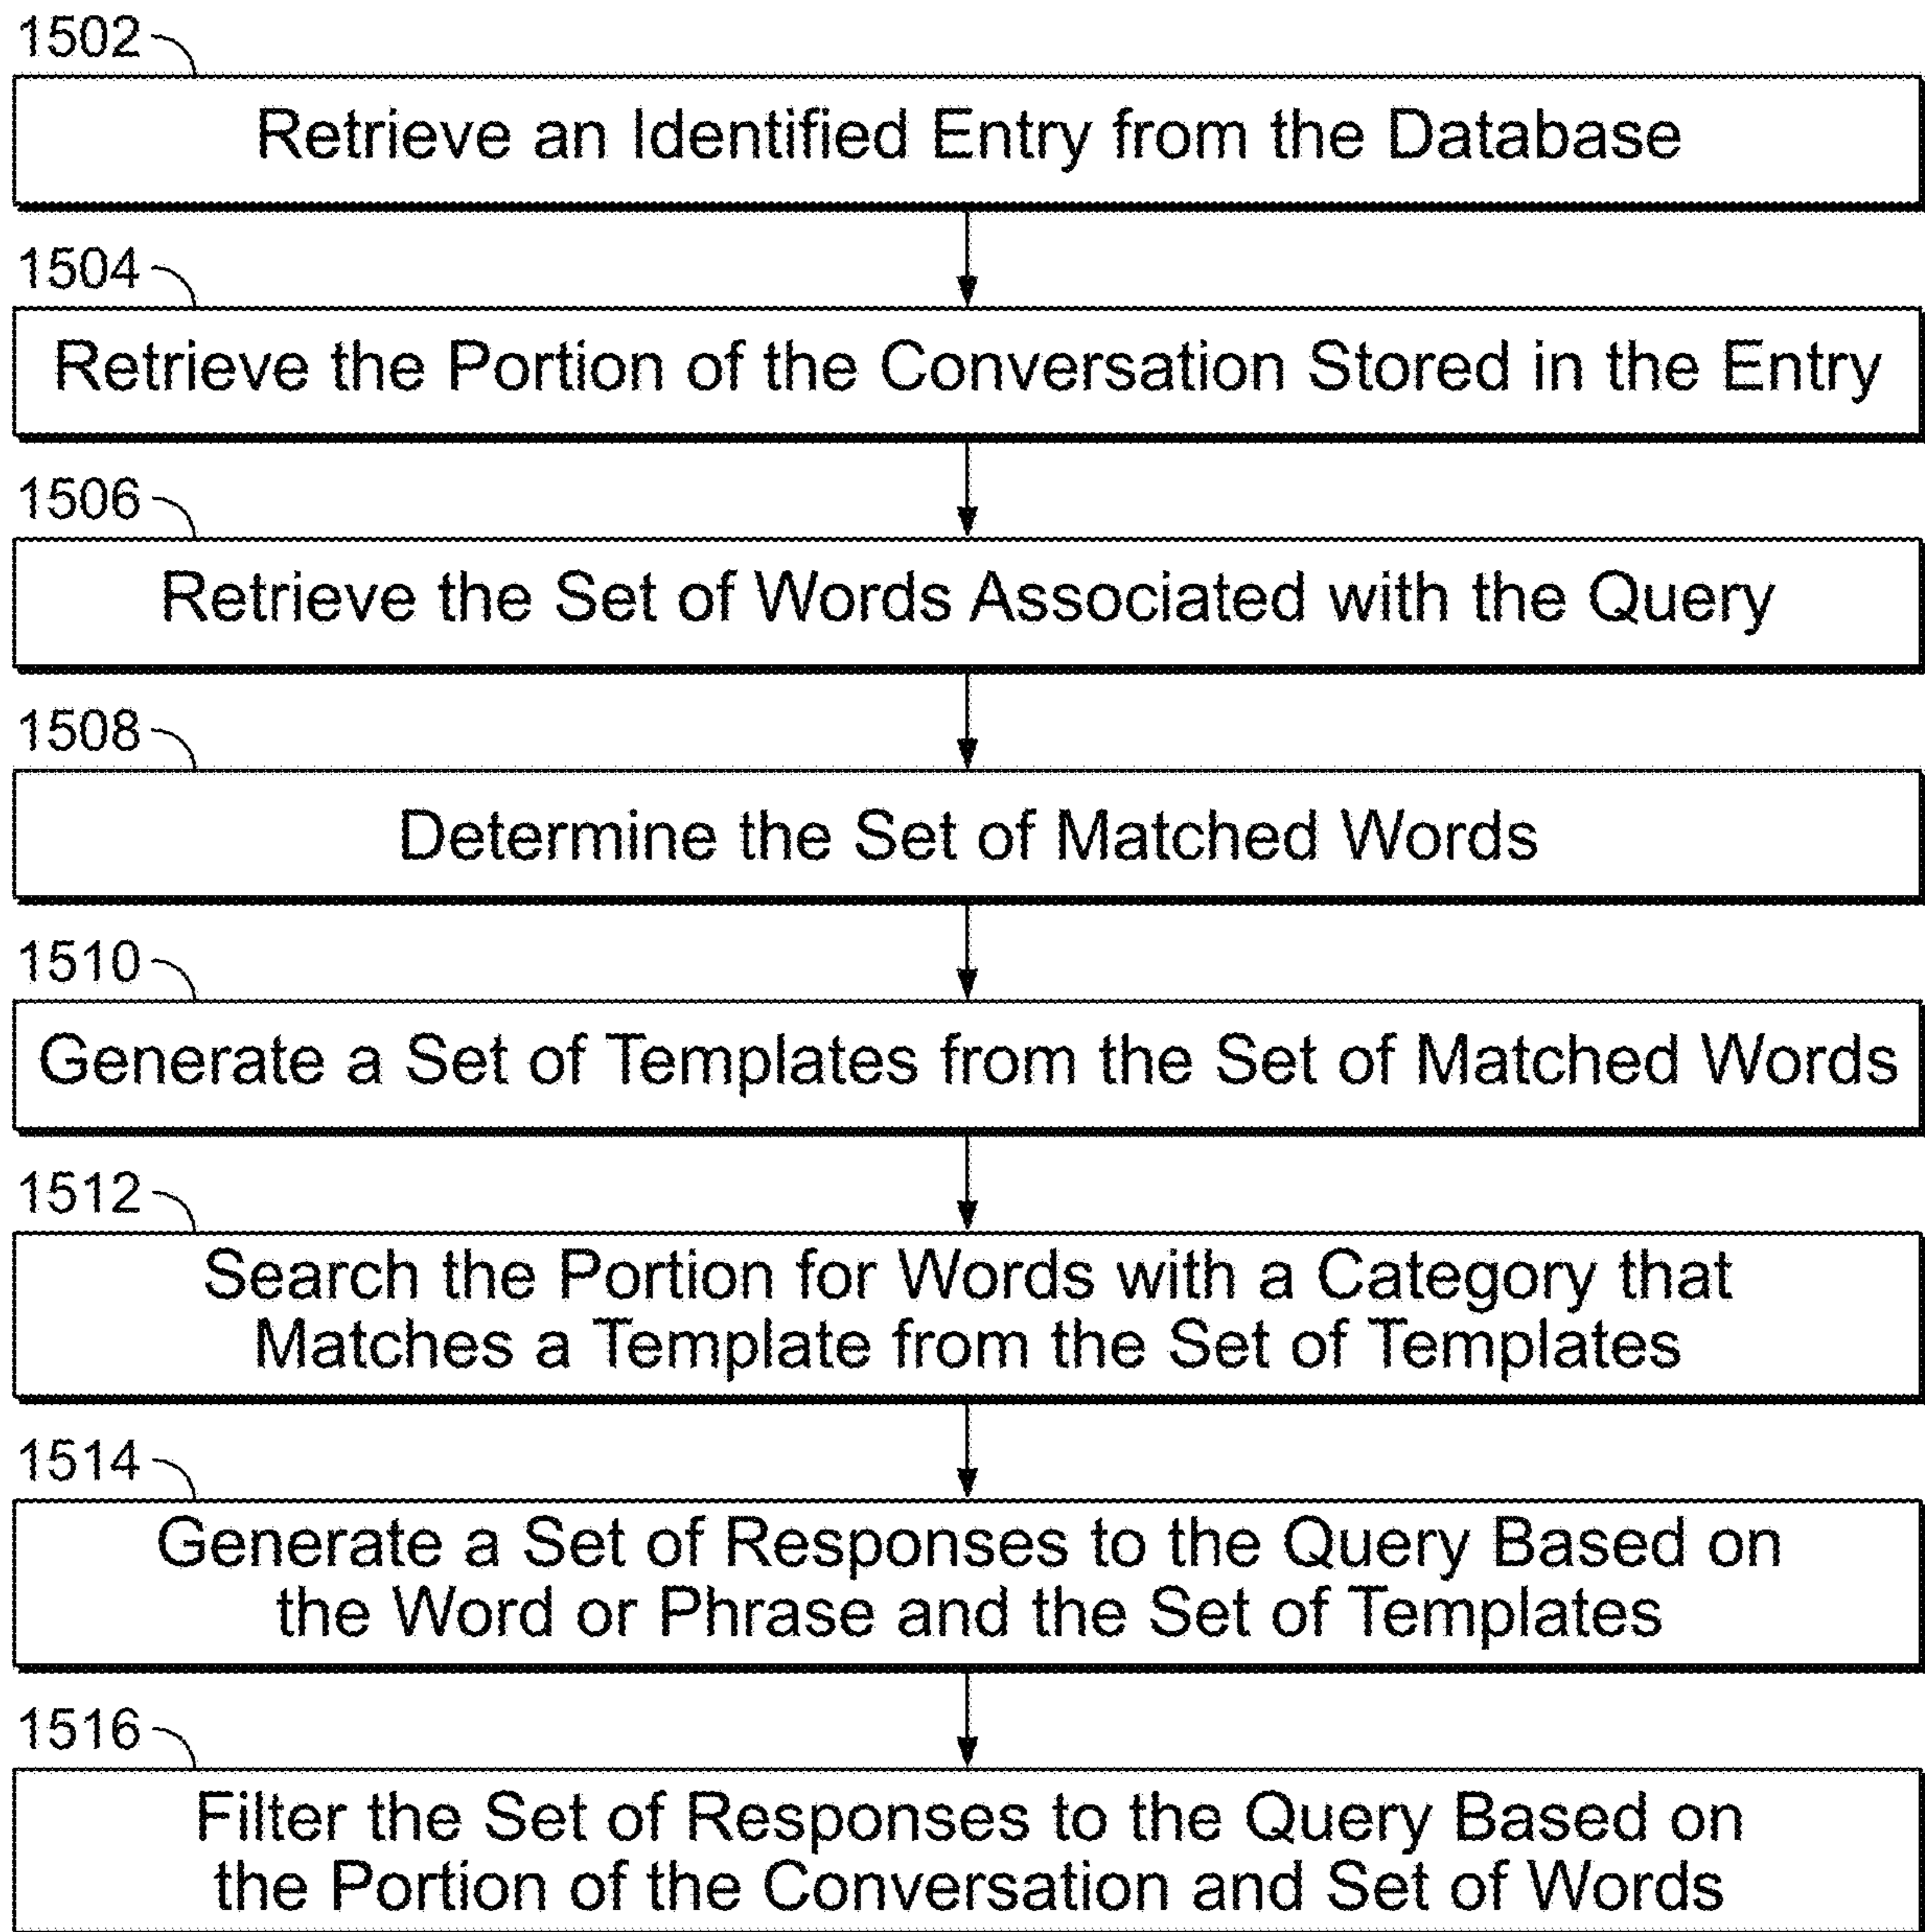 1502
Retrieve an Identified Entry from the Database
1504
Retrieve the Portion of the Conversation Stored in the Entry
1506
Retrieve the Set of Words Associated with the Query
1508
Determine the Set of Matched Words
1510
Generate a Set of Templates from the Set of Matched Words
1512
Search the Portion for Words with a Category that
Matches a Template from the Set of Templates
1514
Generate a Set of Responses to the Query Based on
the Word or Phrase and the Set of Templates
1516
Filter the Set of Responses to the Query Based on
the Portion of the Conversation and Set of Words